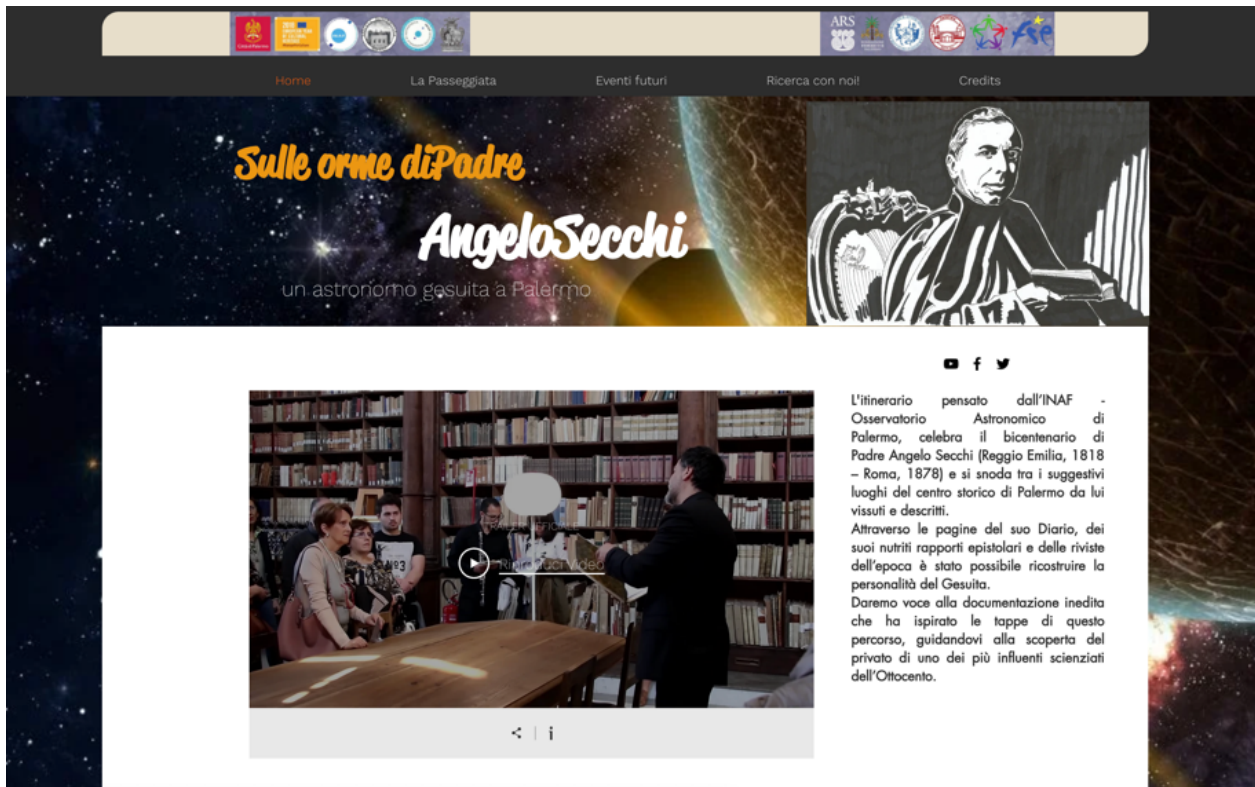 ARS
fse
Home
La Passeggiata
Eventi futuri
Ricerca con noi!
Credits
Sulle orme diPadre
AngeloSecchi
un astronomo gesuita a Palermo
L'itinerario pensato dall'INAF -
Osservatorio Astronomico di
Palermo, celebra il bicentenario di
Padre Angelo Secchi (Reggio Emilia, 1818
– Roma, 1878) e si snoda tra i suggestivi
luoghi del centro storico di Palermo da lui
vissuti e descritti.
Attraverso le pagine del suo Diario, dei
suoi nutriti rapporti epistolari e delle riviste
dell'epoca è stato possibile ricostruire la
personalità del Gesuita.
Daremo voce alla documentazione inedita
che ha ispirato le tappe di questo
percorso, guidandovi alla scoperta del
privato di uno dei più influenti scienziati
dell'Ottocento.
Riproduci Video